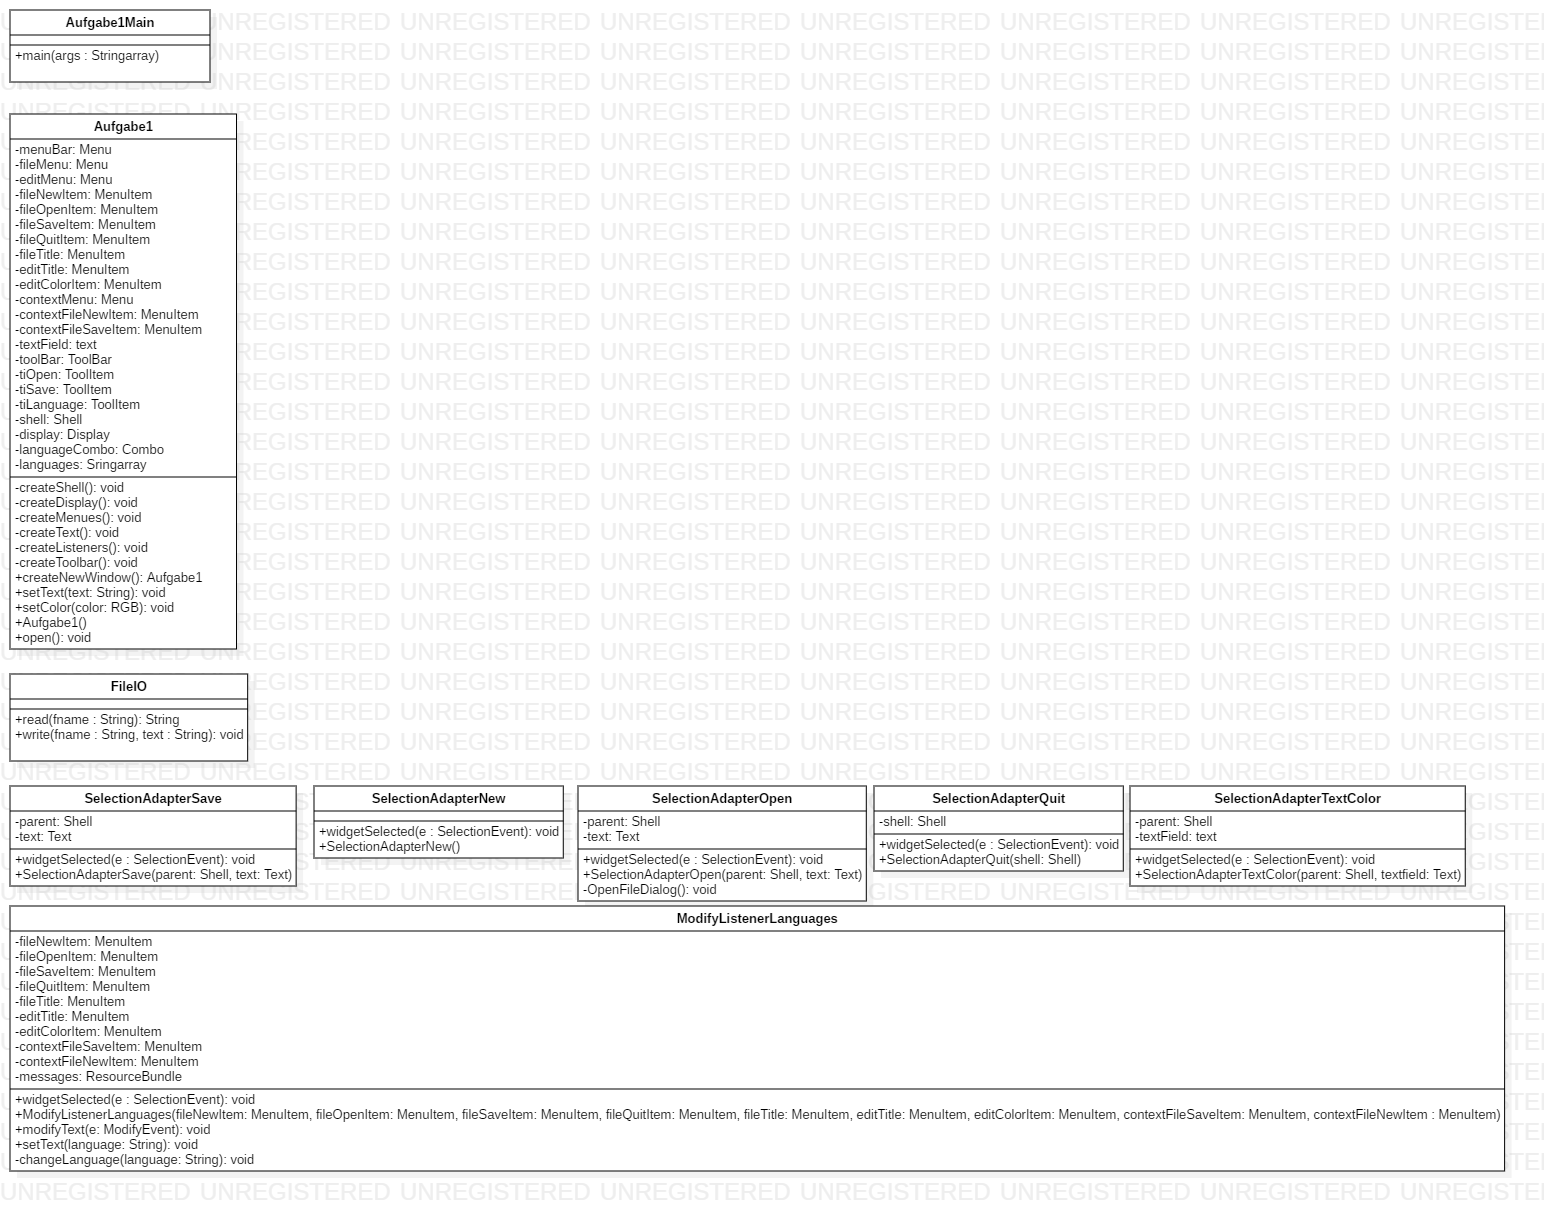 Aufgabe1Main
+main(args : Stringarray)
Aufgabe1
-menuBar: Menu
-fileMenu: Menu
-editMenu: Menu
-fileNewItem: MenuItem
-fileOpenItem: MenuItem
-fileSaveItem: MenuItem
-fileQuitItem: MenuItem
-fileTitle: MenuItem
-editTitle: MenuItem
-editColorItem: MenuItem
-contextMenu: Menu
-contextFileNewItem: MenuItem
-contextFileSaveItem: MenuItem
-textField: text
-toolBar: ToolBar
-tiOpen: ToolItem
-tiSave: ToolItem
-tiLanguage: ToolItem
-shell: Shell
-display: Display
-languageCombo: Combo
-languages: Sringarray
-createShell(): void
-createDisplay(): void
-createMenues(): void
-createText(): void
-createListeners(): void
-createToolbar(): void
+createNewWindow(): Aufgabe1
+setText(text: String): void
+setColor(color: RGB): void
+Aufgabe1()
+open(): void
FileIO
+read(fname : String): String
+write(fname : String, text : String): void
SelectionAdapterSave
-parent: Shell
-text: Text
+widgetSelected(e : SelectionEvent): void
+SelectionAdapterSave(parent: Shell, text: Text)
SelectionAdapterNew
+widgetSelected(e : SelectionEvent): void
+SelectionAdapterNew()
SelectionAdapterOpen
-parent: Shell
-text: Text
+widgetSelected(e : SelectionEvent): void
+SelectionAdapterOpen(parent: Shell, text: Text)
-OpenFileDialog(): void
SelectionAdapterQuit
-shell: Shell
+widgetSelected(e : SelectionEvent): void
+SelectionAdapterQuit(shell: Shell)
SelectionAdapterTextColor
-parent: Shell
-textField: text
+widgetSelected(e : SelectionEvent): void
+SelectionAdapterTextColor(parent: Shell, textfield: Text)
ModifyListenerLanguages
-fileNewItem: MenuItem
-fileOpenItem: MenuItem
-fileSaveItem: MenuItem
-fileQuitItem: MenuItem
-fileTitle: MenuItem
-editTitle: MenuItem
-editColorItem: MenuItem
-contextFileSaveItem: MenuItem
-contextFileNewItem: MenuItem
-messages: ResourceBundle
+widgetSelected(e : SelectionEvent): void
+ModifyListenerLanguages(fileNewItem: MenuItem, fileOpenItem: MenuItem, fileSaveItem: MenuItem, fileQuitItem: MenuItem, fileTitle: MenuItem, editTitle: MenuItem, editColorItem: MenuItem, contextFileSaveItem: MenuItem, contextFileNewItem : MenuItem)
+modifyText(e: ModifyEvent): void
+setText(language: String): void
-changeLanguage(language: String): void
UNREGISTERED UNREGISTERED UNREGISTERED UNREGISTERED UNREGISTERED UNREGISTERED UNREGISTERED